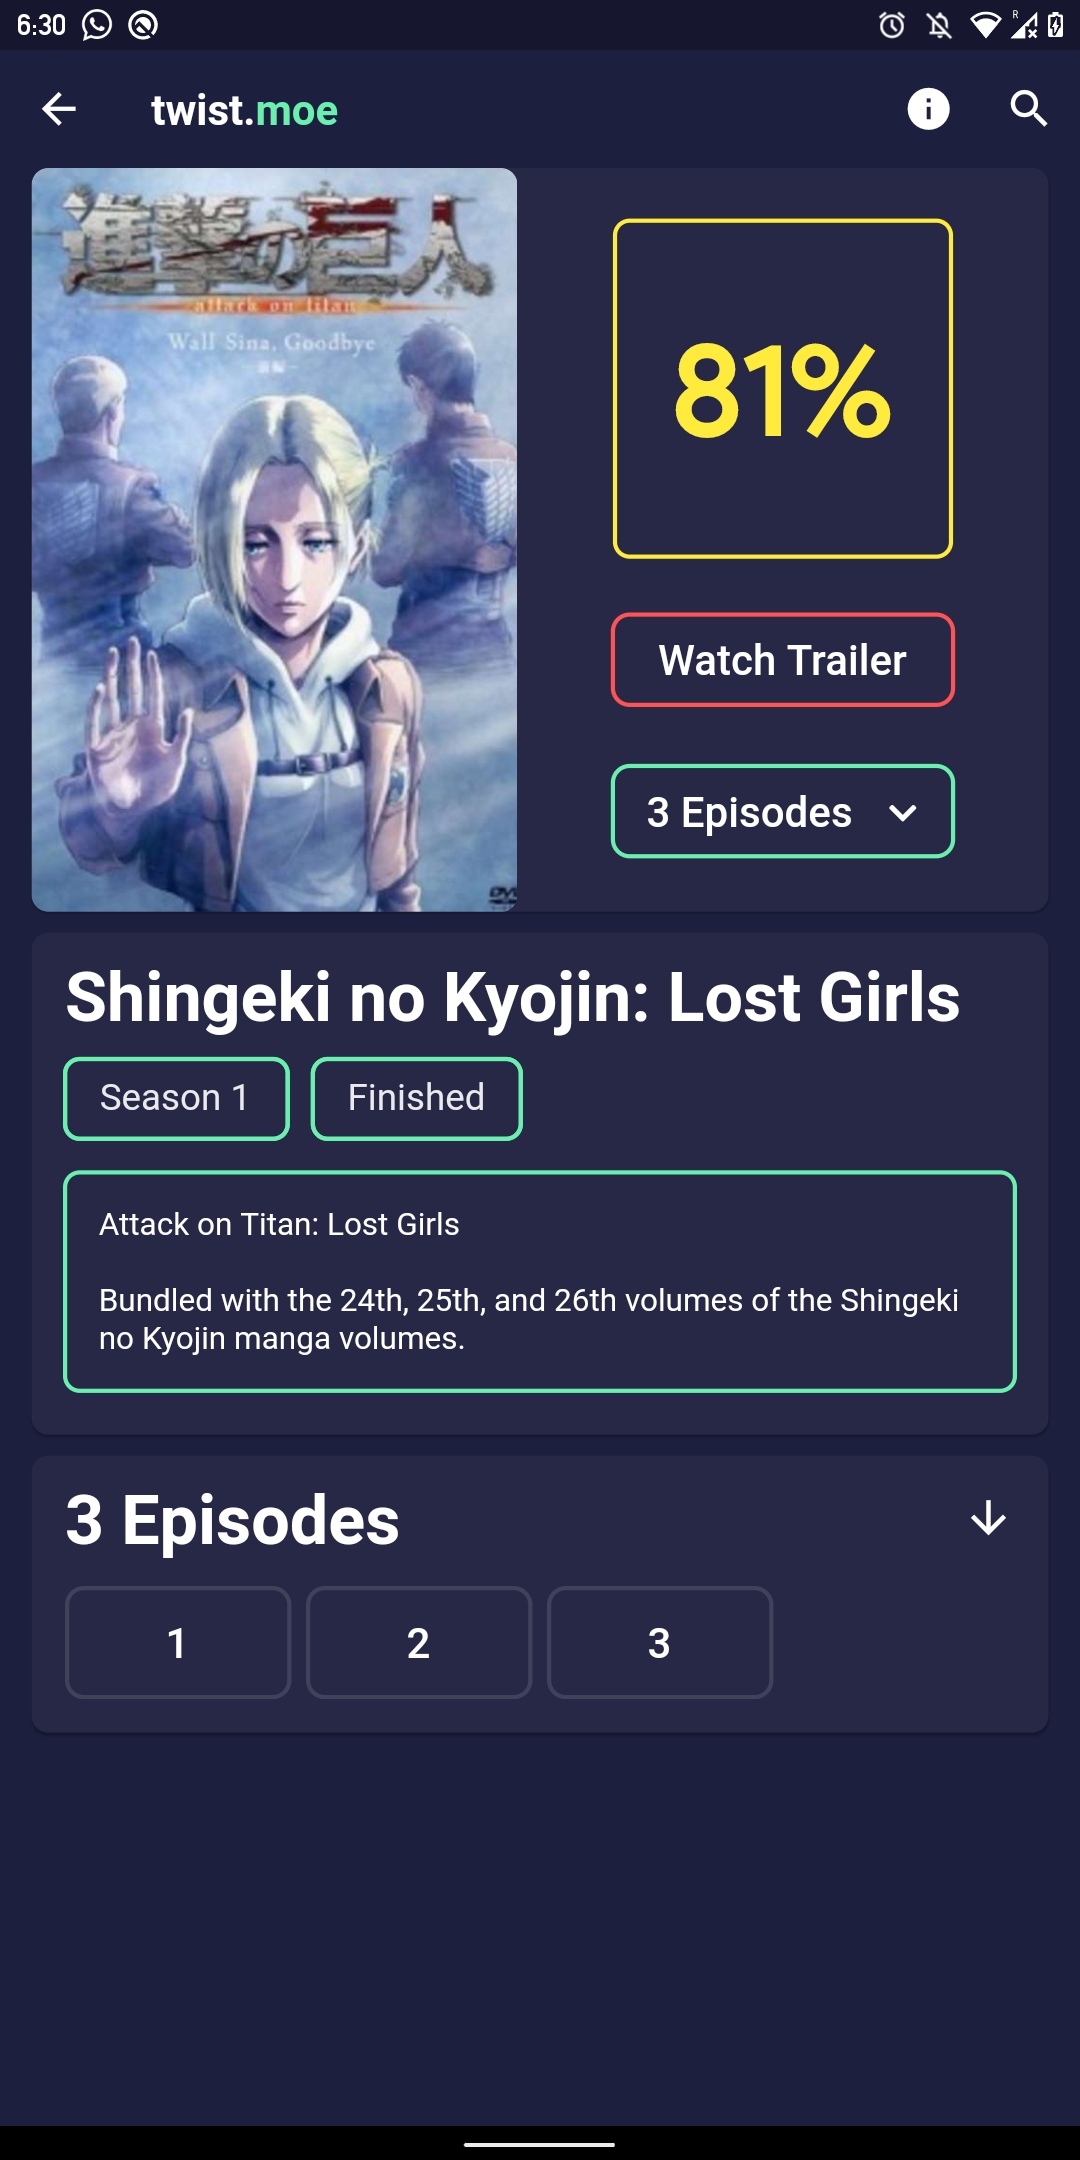 6:30
R
twist.moe
進撃の巨人
attack on titan
Wall Sina, Goodbye
81%
Watch Trailer
3 Episodes
Shingeki no Kyojin: Lost Girls
Season 1
Finished
Attack on Titan: Lost Girls
Bundled with the 24th, 25th, and 26th volumes of the Shingeki
no Kyojin manga volumes.
3 Episodes
1
2
3